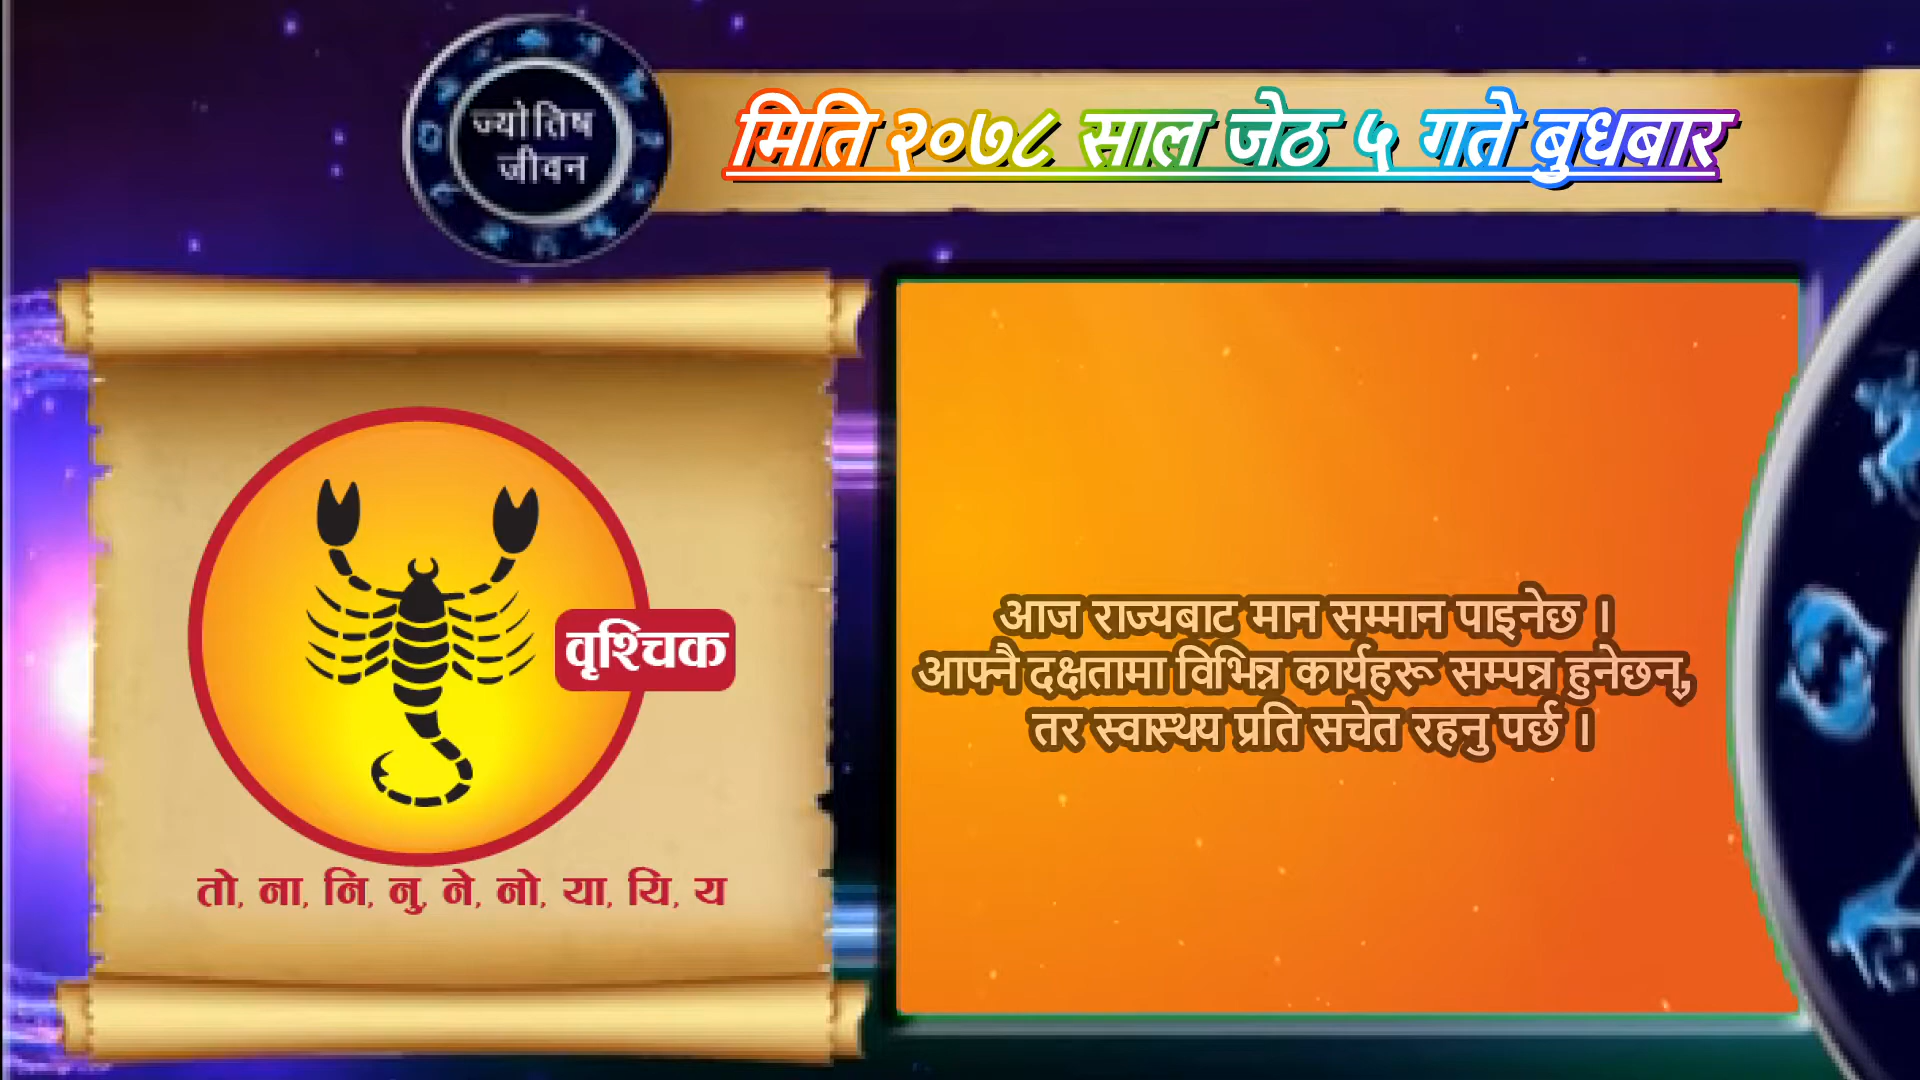 ज्योतिष
जीवन
मिति २०७८ साल जेठ ५ गते बुधबार
वृश्चिक
तो, ना, नि, नु, ने, नो, या, यि, य
आज राज्यबाट मान सम्मान पाइनेछ ।
आफ्नै दक्षतामा विभिन्न कार्यहरू सम्पन्न हुनेछन्,
तर स्वास्थ्य प्रति सचेत रहनु पर्छ ।